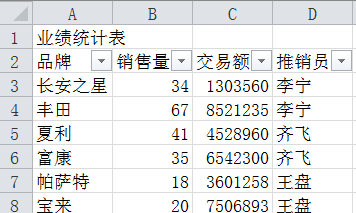 A B C D
1 业绩统计表
2 品牌 销售量 交易额 推销员
3 长安之星 34 1303560 李宁
4 丰田 67 8521235 李宁
5 夏利 41 4528960 齐飞
6 富康 35 6542300 齐飞
7 帕萨特 18 3601258 王盘
8 宝来 20 7506893 王盘